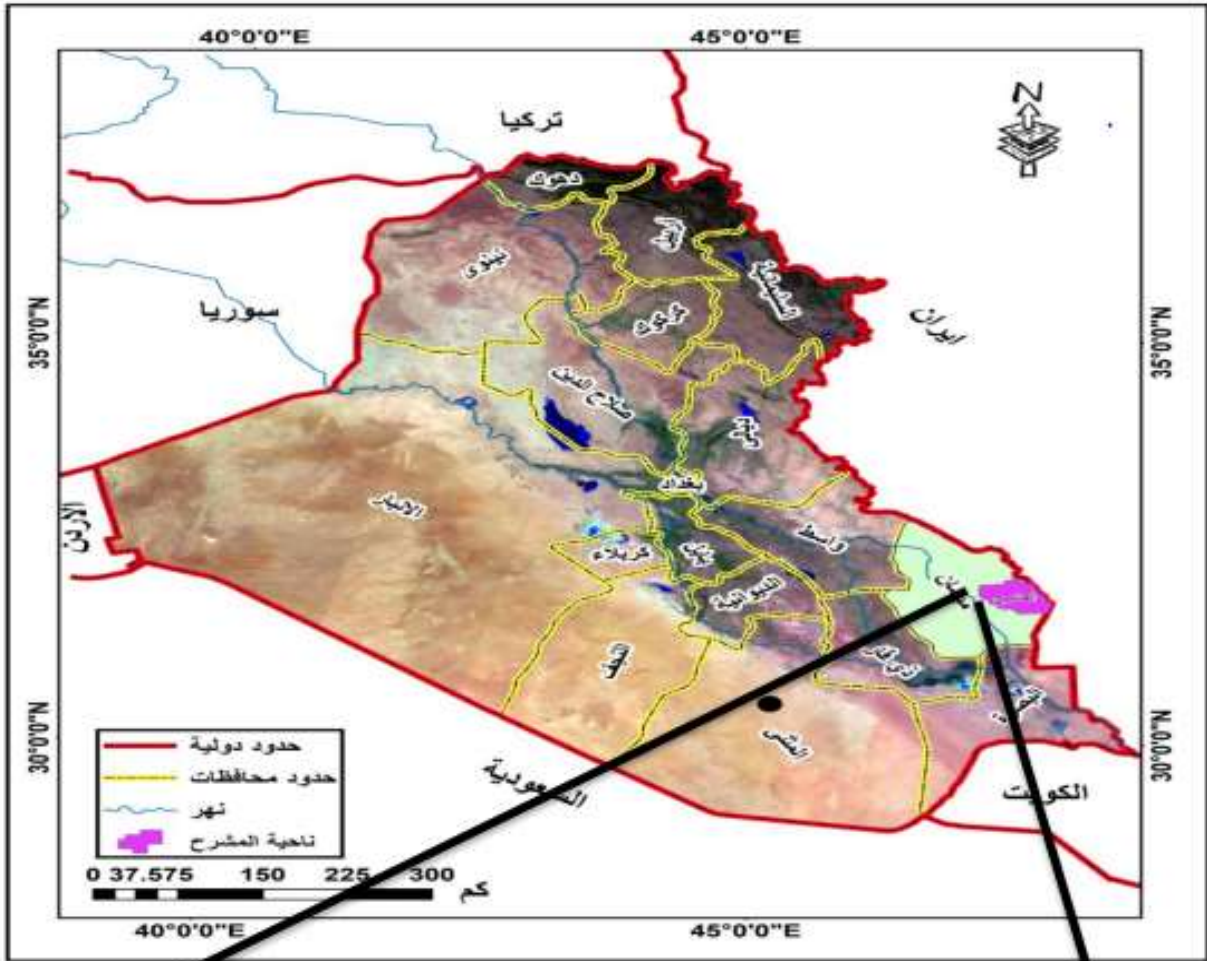 40°0'0"E 45°0'0"E
N
تركيا
دهوك
اربيل
نينوى
السليمانية
سوريا
كركوك
ايران
35°0'0"N 35°0'0"N
صلاح الدين
ديالى
بغداد
الانبار
الاردن
واسط
كربلاء
بابل
ميسان
الديوانية
ذي قار
النجف
المثنى
30°0'0"N 30°0'0"N
السعودية
الكويت
حدود دولية
حدود محافظات
نهر
ناحية المشرح
0 37.575 150 225 300
كم
40°0'0"E 45°0'0"E